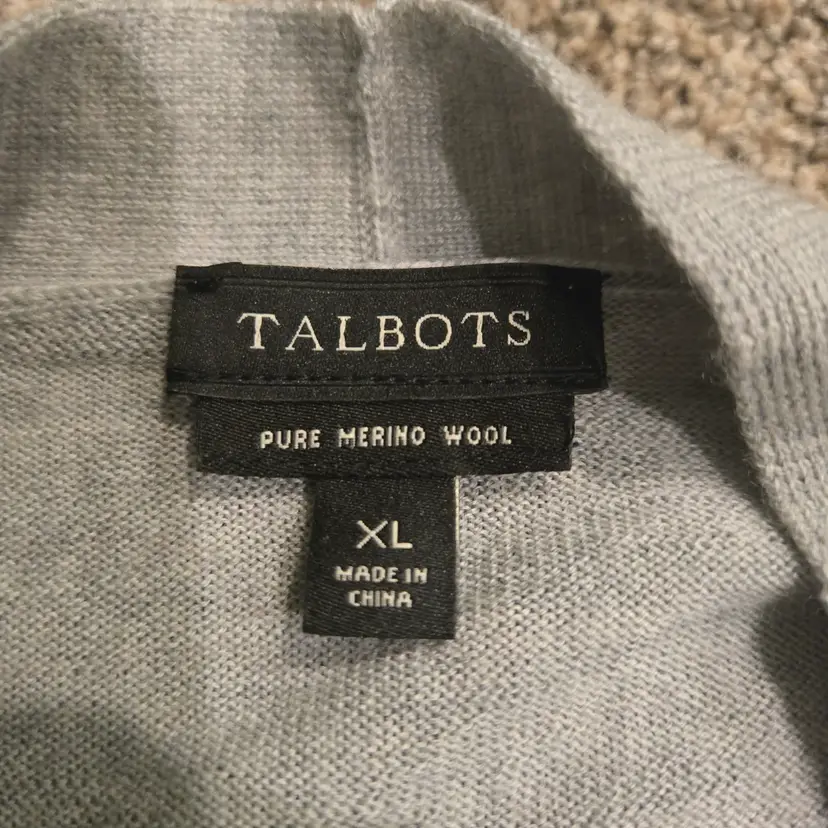 TALBOTS
PURE MERINO WOOL
XL
MADE IN
CHINA